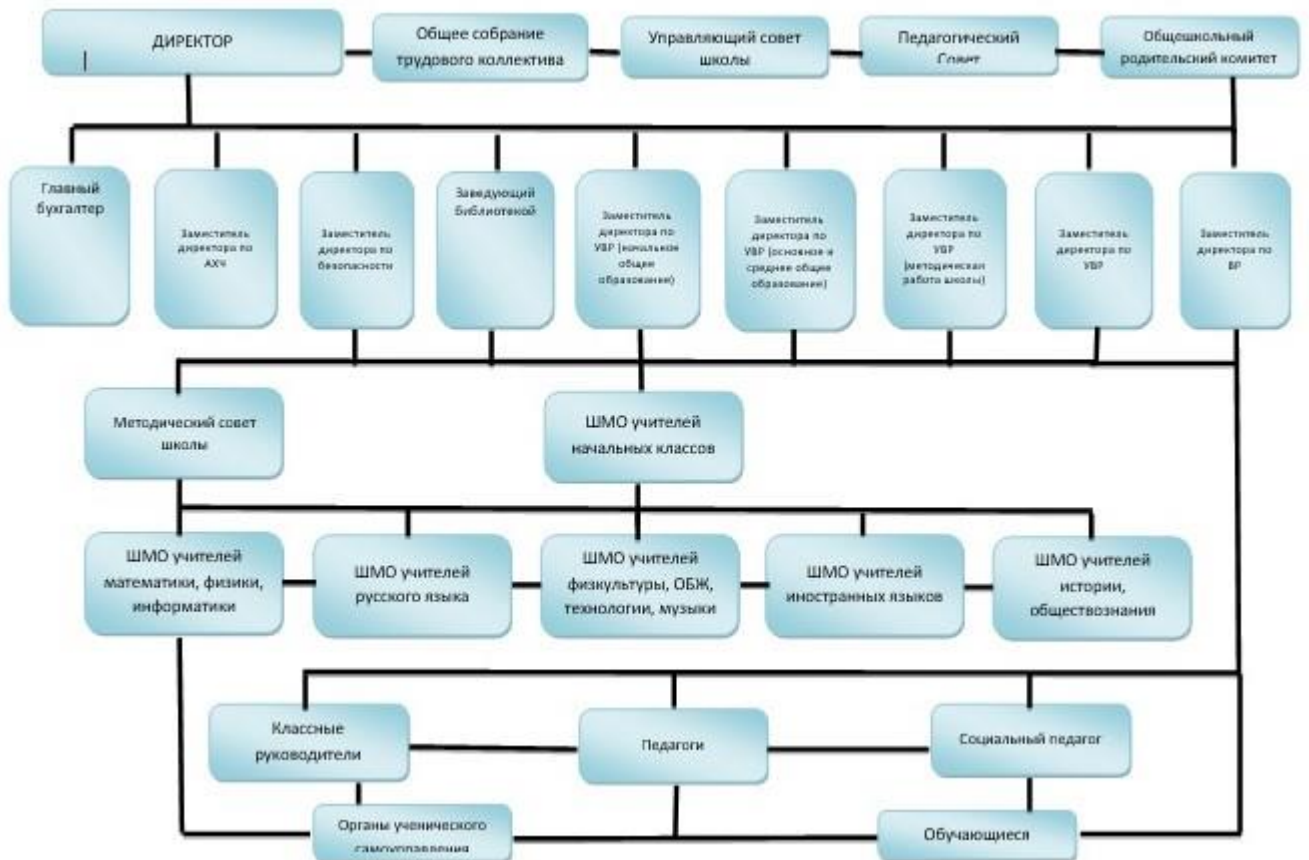 ДИРЕКТОР
Общее собрание
трудового коллектива
Управляющий совет
школы
Педагогический
Совет
Общешкольный
родительский комитет
Главный
бухгалтер
Заместитель
директора по
АХЧ
Заместитель
директора по
безопасности
Заведующий
библиотекой
Заместитель
директора по
УВР (начальное
общее
образование)
Заместитель
директора по
УВР (основное и
среднее общее
образование)
Заместитель
директора по
УВР
(методическая
работа школы)
Заместитель
директора по
УВР
Заместитель
директора по
ВР
Методический совет
школы
ШМО учителей
начальных классов
ШМО учителей
математики, физики,
информатики
ШМО учителей
русского языка
ШМО учителей
физкультуры, ОБЖ,
технологии, музыки
ШМО учителей
иностранных языков
ШМО учителей
истории,
обществознания
Классные
руководители
Педагоги
Социальный педагог
Органы ученического
самоуправления
Обучающиеся